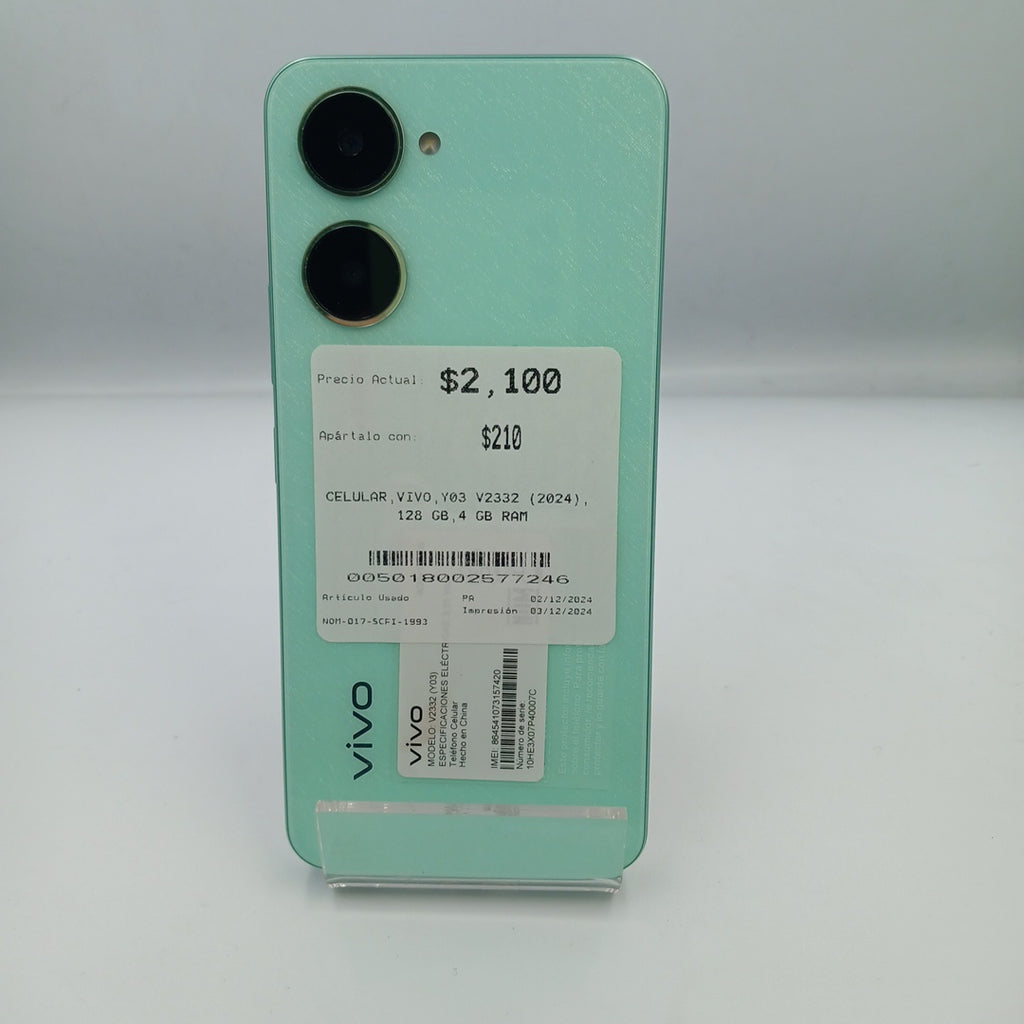 Precio Actual: $2,100
Apártalo con: $210
CELULAR,VIVO,Y03 V2332 (2024),
128 GB,4 GB RAM
005018002577246
Artículo Usado PA 02/12/2024
Impresión 03/12/2024
NOM-017-SCFI-1993
vivo
vivo
MODELO: V2332 (Y03)
ESPECIFICACIONES ELÉCTR
Teléfono Celular
Hecho en China
IMEI: 864541073157420
Número de serie:
10HE3X07P40007C